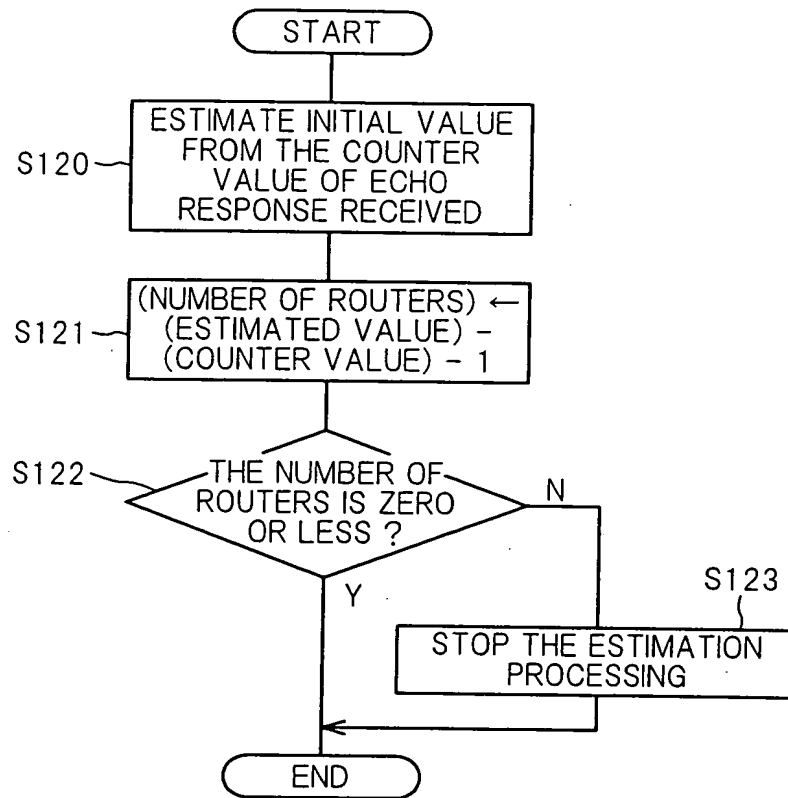 START
S120
ESTIMATE INITIAL VALUE
FROM THE COUNTER
VALUE OF ECHO
RESPONSE RECEIVED
S121
(NUMBER OF ROUTERS) ←
(ESTIMATED VALUE) –
(COUNTER VALUE) – 1
S122
THE NUMBER OF
ROUTERS IS ZERO
OR LESS ?
N
Y
S123
STOP THE ESTIMATION
PROCESSING
END